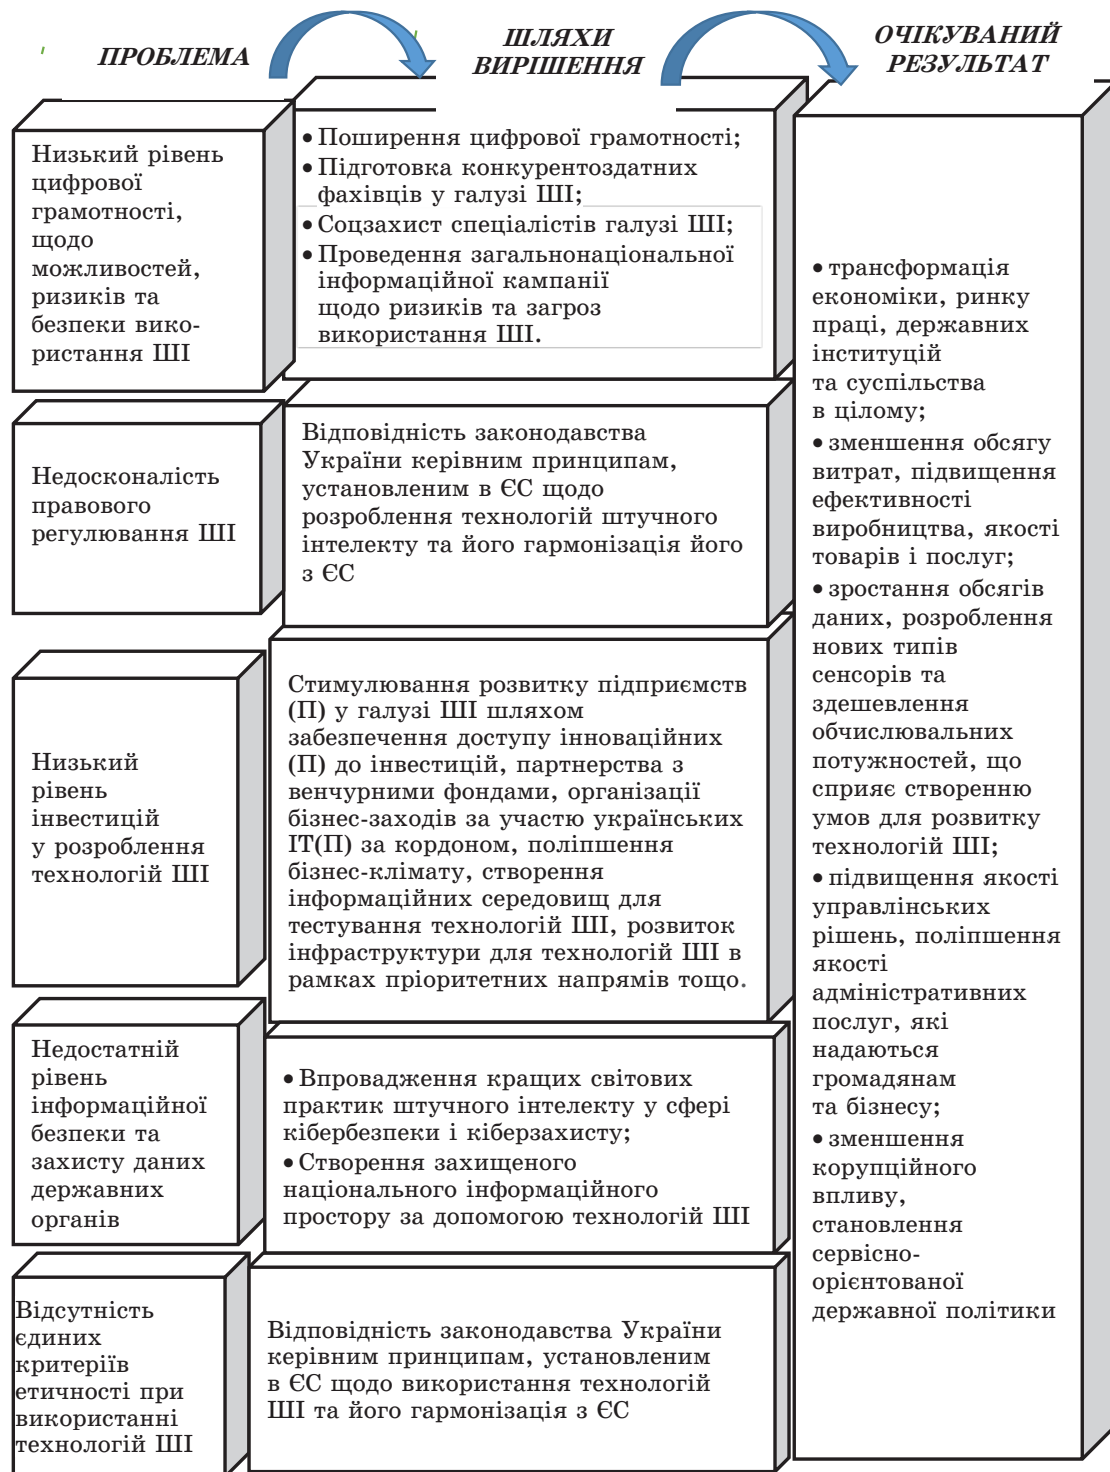 ПРОБЛЕМА
ШЛЯХИ
ВИРІШЕННЯ
ОЧІКУВАНИЙ
РЕЗУЛЬТАТ
Низький рівень
цифрової
грамотності,
щодо
можливостей,
ризиків та
безпеки вико-
ристання ШІ
• Поширення цифрової грамотності;
• Підготовка конкурентоздатних
фахівців у галузі ШІ;
• Соцзахист спеціалістів галузі ШІ;
• Проведення загальнонаціональної
інформаційної кампанії
щодо ризиків та загроз
використання ШІ.
Недосконалість
правового
регулювання ШІ
Відповідність законодавства
України керівним принципам,
установленим в ЄС щодо
розроблення технологій штучного
інтелекту та його гармонізація його
з ЄС
Низький
рівень
інвестицій
у розроблення
технологій ШІ
Стимулювання розвитку підприємств
(П) у галузі ШІ шляхом
забезпечення доступу інноваційних
(П) до інвестицій, партнерства з
венчурними фондами, організації
бізнес-заходів за участю українських
ІТ(П) за кордоном, поліпшення
бізнес-клімату, створення
інформаційних середовищ для
тестування технологій ШІ, розвиток
інфраструктури для технологій ШІ в
рамках пріоритетних напрямів тощо.
Недостатній
рівень
інформаційної
безпеки та
захисту даних
державних
органів
• Впровадження кращих світових
практик штучного інтелекту у сфері
кібербезпеки і кіберзахисту;
• Створення захищеного
національного інформаційного
простору за допомогою технологій ШІ
Відсутність
єдиних
критеріїв
етичності при
використанні
технологій ШІ
Відповідність законодавства України
керівним принципам, установленим
в ЄС щодо використання технологій
ШІ та його гармонізація з ЄС
• трансформація
економіки, ринку
праці, державних
інституцій
та суспільства
в цілому;
• зменшення обсягу
витрат, підвищення
ефективності
виробництва, якості
товарів і послуг;
• зростання обсягів
даних, розроблення
нових типів
сенсорів та
здешевлення
обчислювальних
потужностей, що
сприяє створенню
умов для розвитку
технологій ШІ;
• підвищення якості
управлінських
рішень, поліпшення
якості
адміністративних
послуг, які
надаються
громадянам
та бізнесу;
• зменшення
корупційного
впливу,
становлення
сервісно-
орієнтованої
державної політики